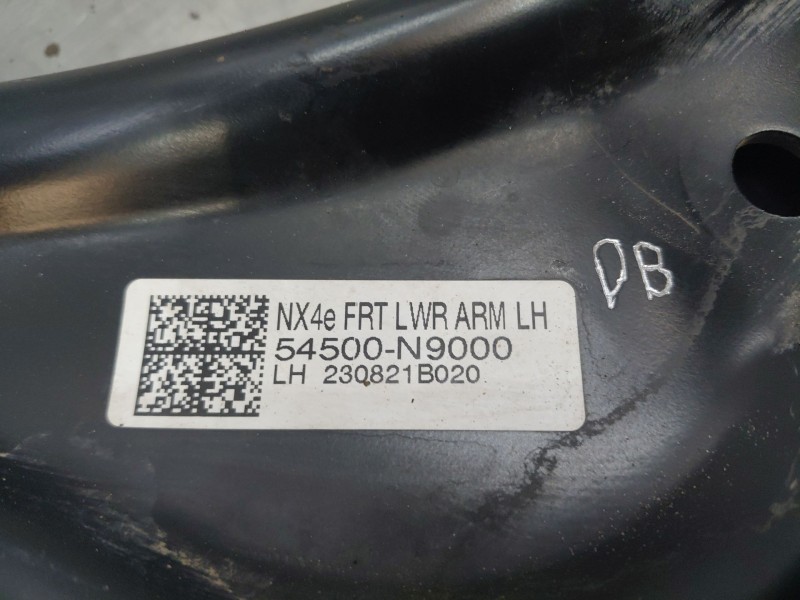 DB
NX4e FRT LWR ARM LH
54500-N9000
LH 230821B020